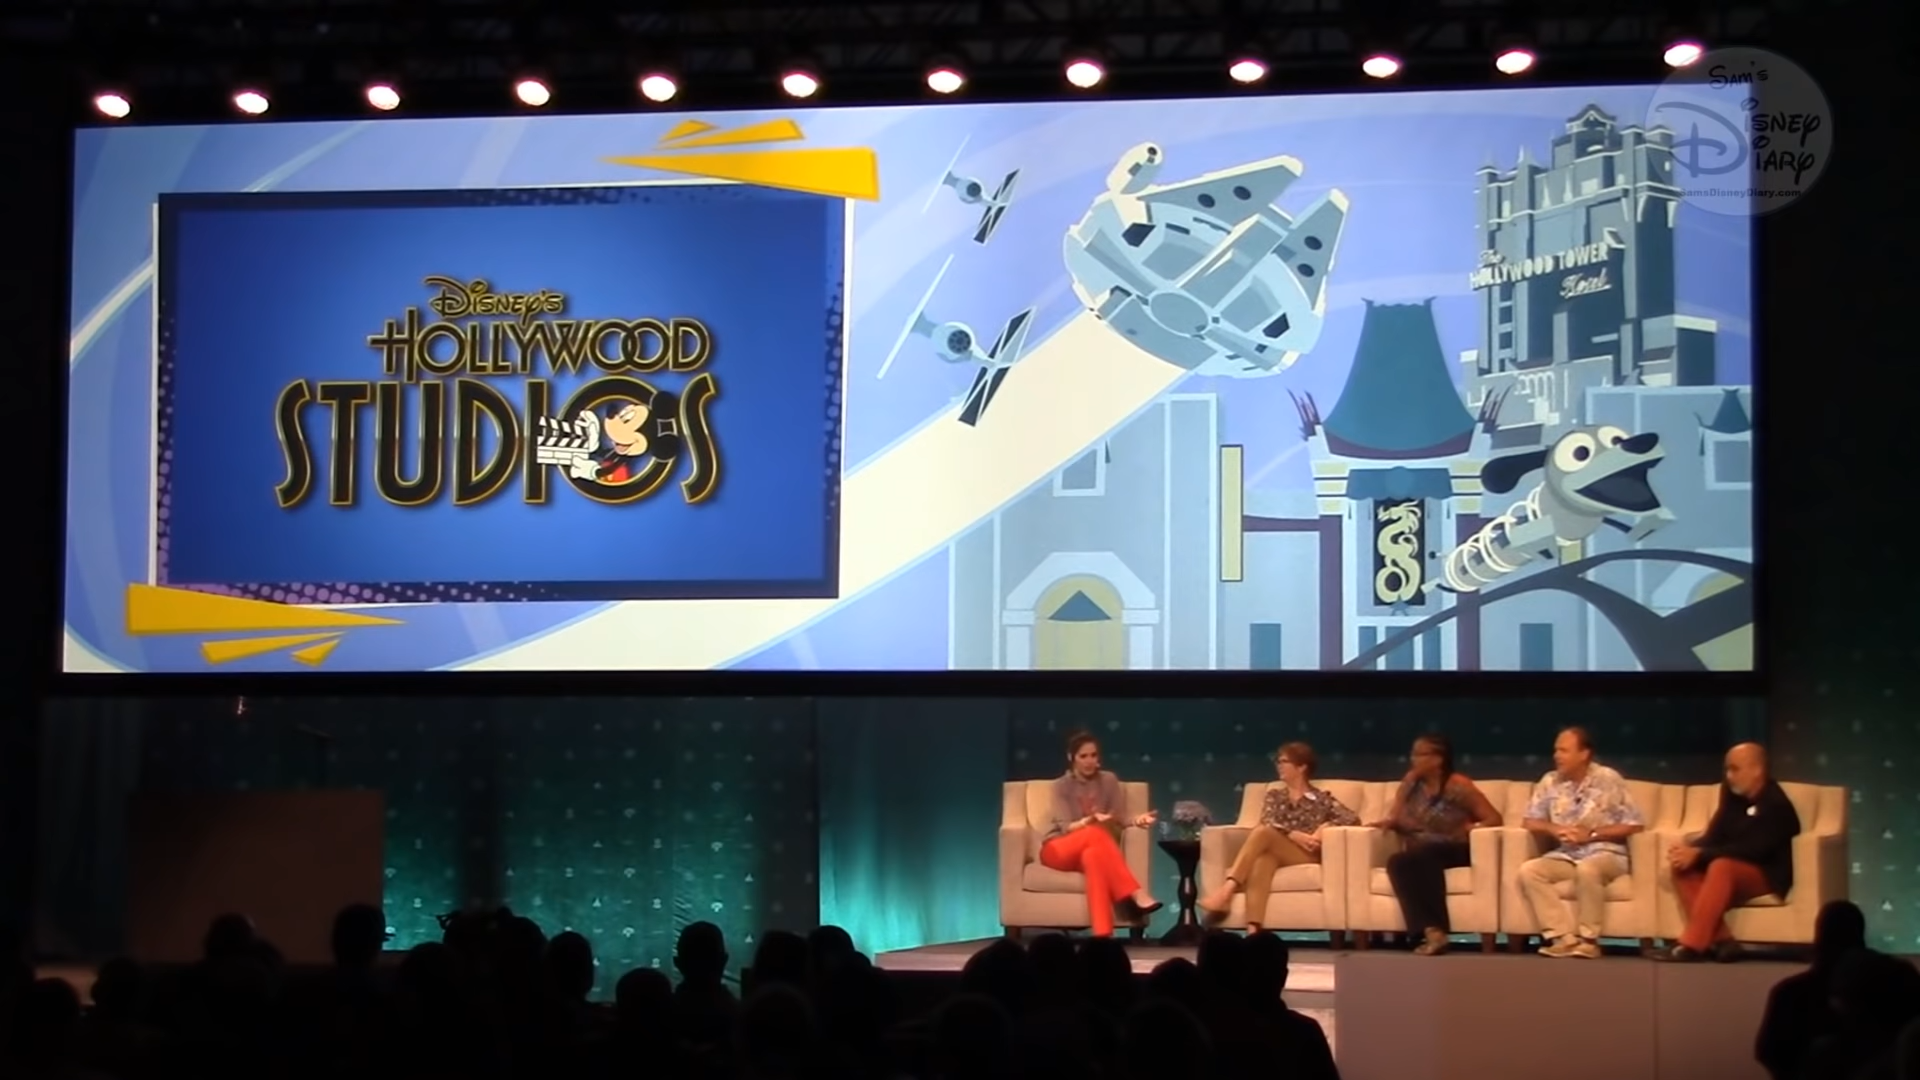 Sam's
Disney
Diary
SamsDisneyDiary.com
Disney's
HOLLYWOOD
STUDIOS
The
HOLLYWOOD TOWER
Hotel